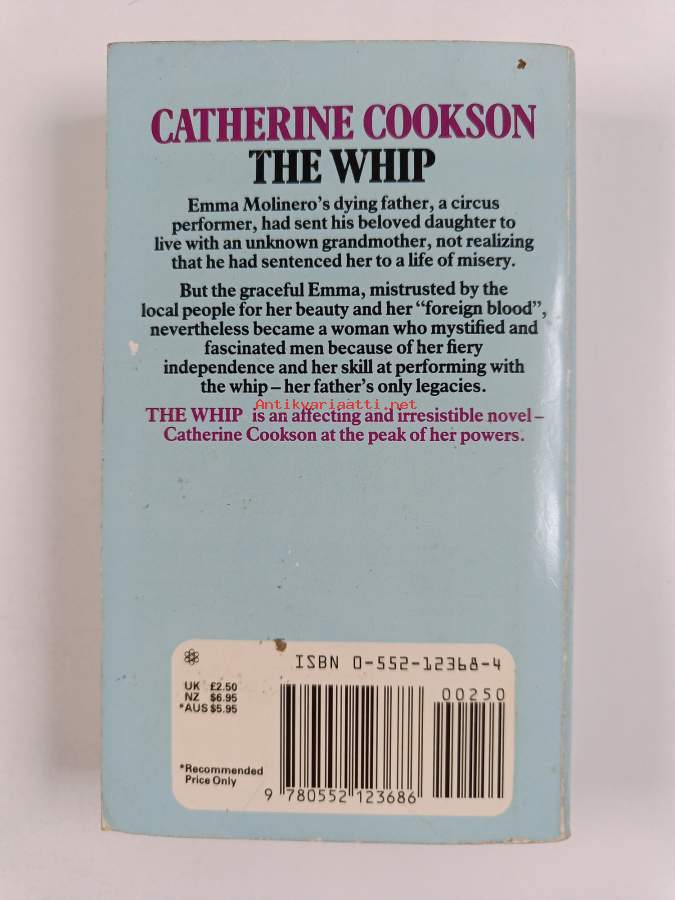 CATHERINE COOKSON
THE WHIP
Emma Molinero's dying father, a circus
performer, had sent his beloved daughter to
live with an unknown grandmother, not realizing
that he had sentenced her to a life of misery.
But the graceful Emma, mistrusted by the
local people for her beauty and her "foreign blood",
nevertheless became a woman who mystified and
fascinated men because of her fiery
independence and her skill at performing with
the whip – her father's only legacies.
Antikvariaatti.net
THE WHIP is an affecting and irresistible novel –
Catherine Cookson at the peak of her powers.
ISBN 0-552-12368-4
00250
UK £2.50
NZ $6.95
*AUS $5.95
*Recommended
Price Only
9 780552 123686